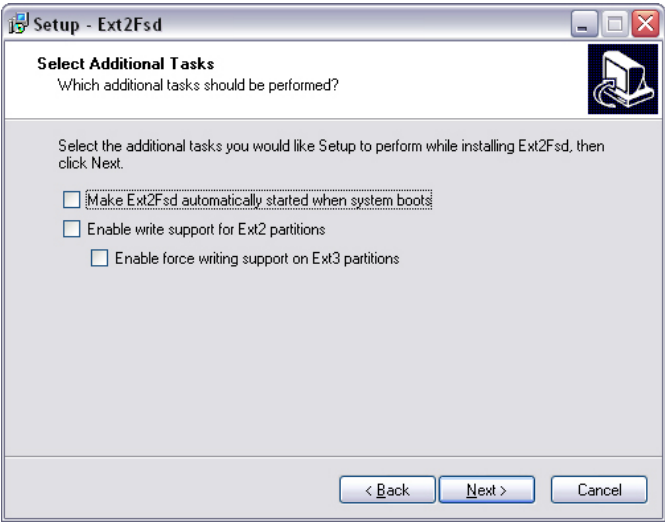 Setup - Ext2Fsd
Select Additional Tasks
Which additional tasks should be performed?
Select the additional tasks you would like Setup to perform while installing Ext2Fsd, then
click Next.
Make Ext2Fsd automatically started when system boots
Enable write support for Ext2 partitions
Enable force writing support on Ext3 partitions
< Back
Next >
Cancel